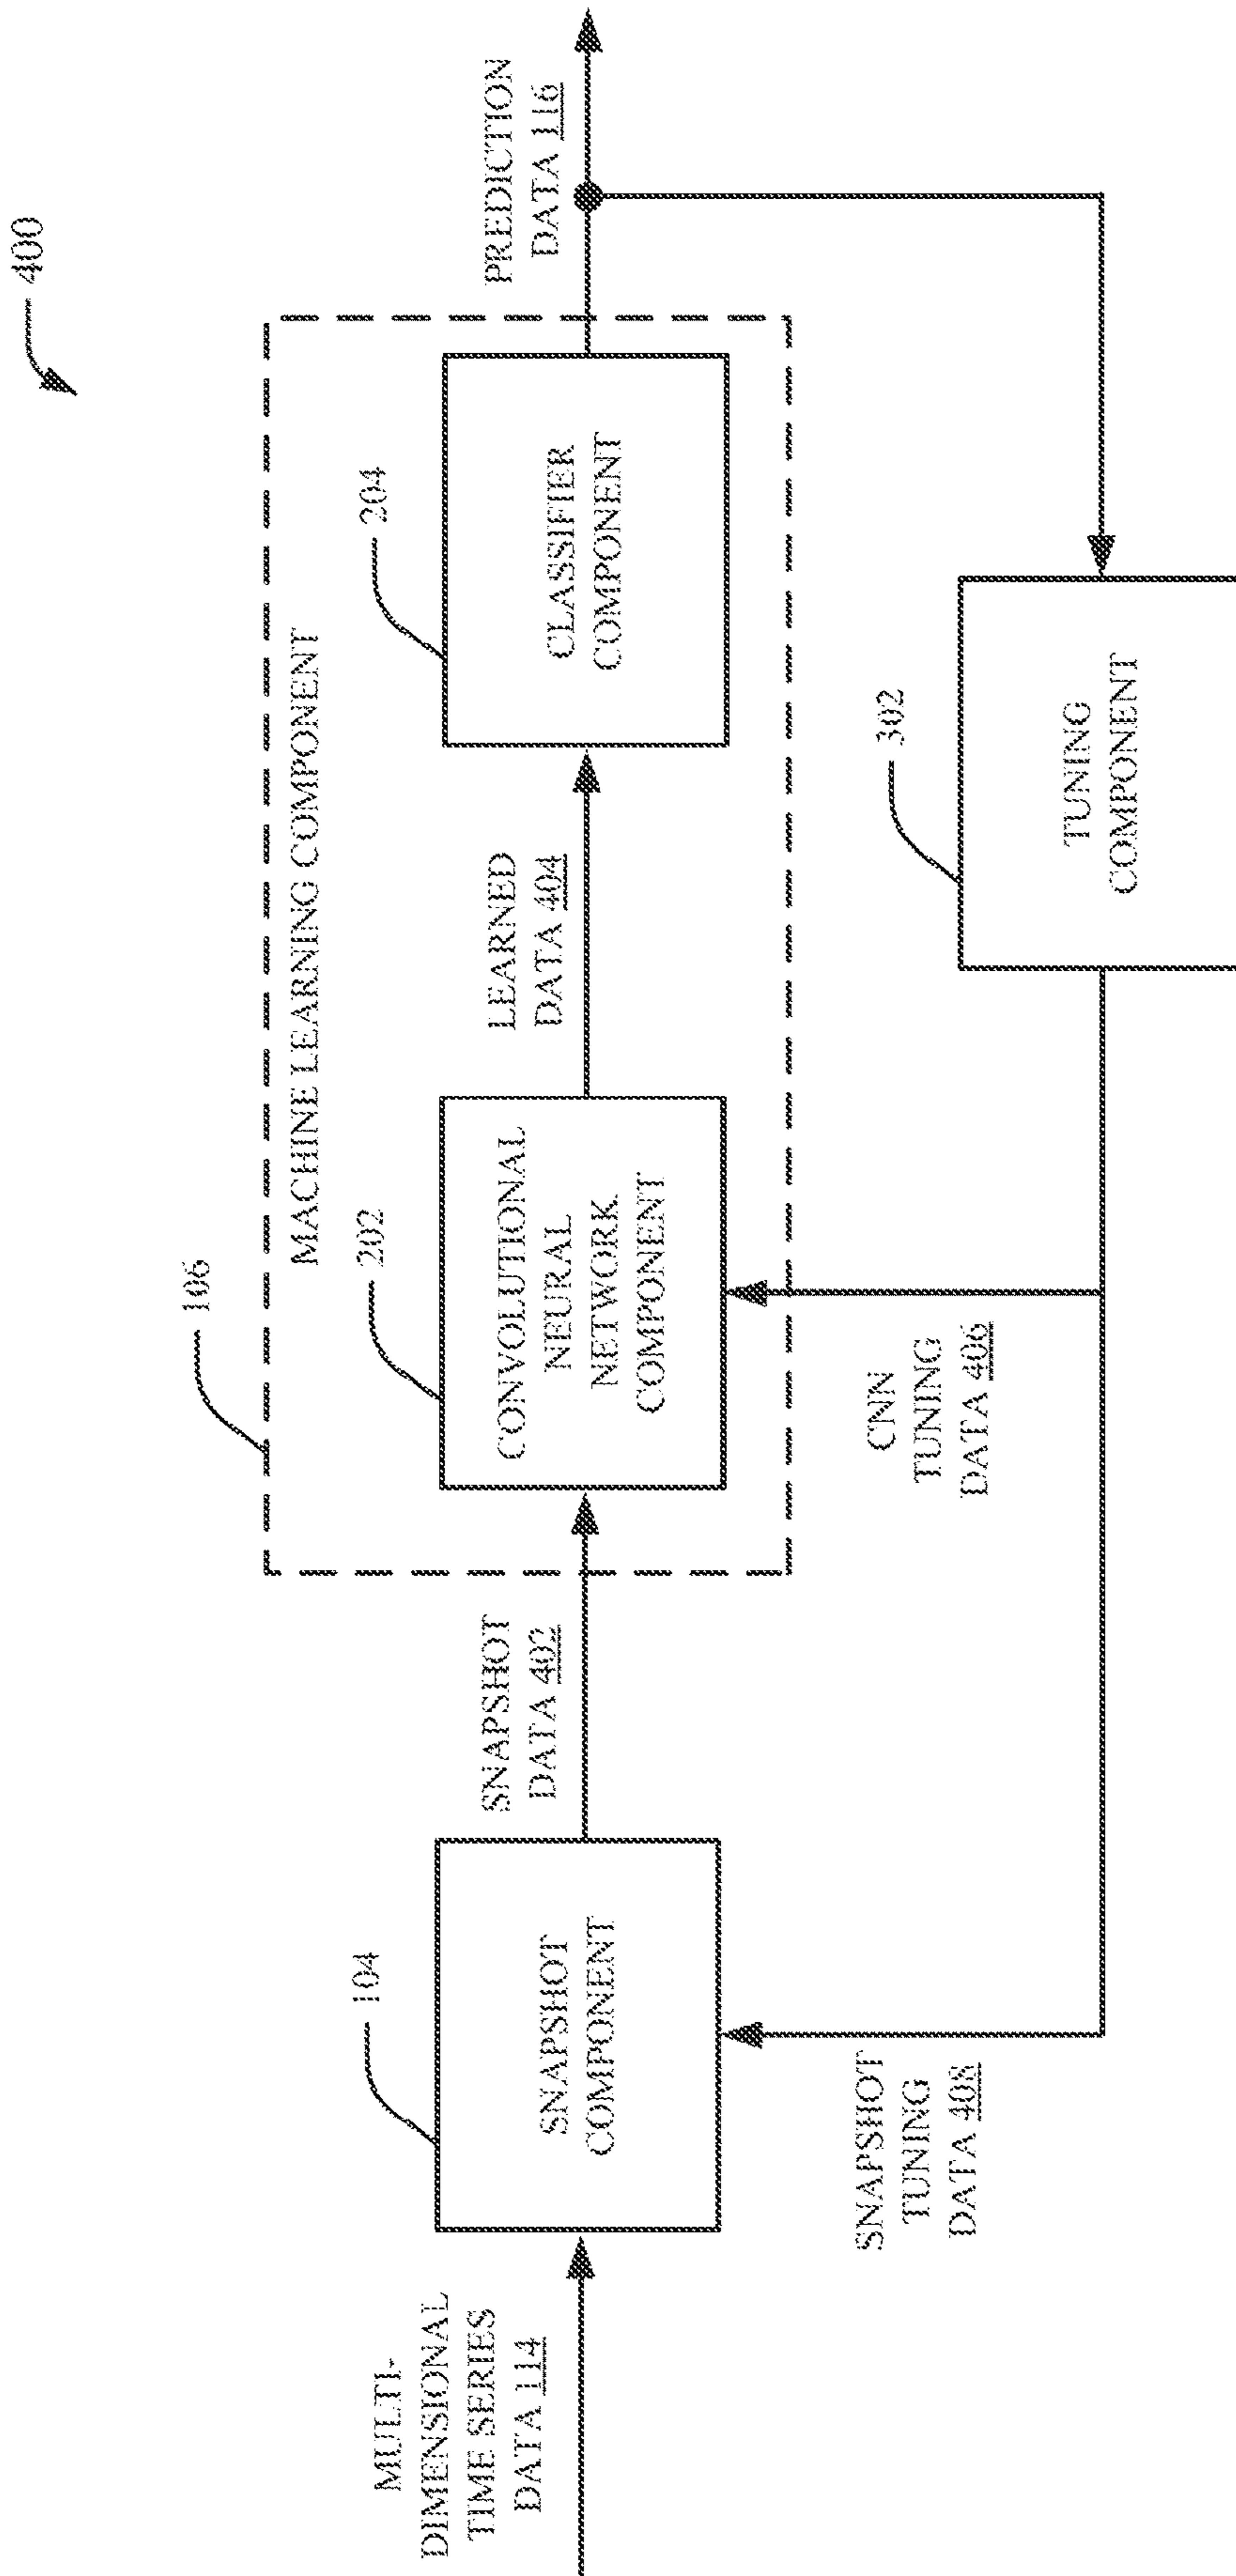 400
106
MACHINE LEARNING COMPONENT
MULTI-
DIMENSIONAL
TIME SERIES
DATA 114
104
SNAPSHOT
COMPONENT
SNAPSHOT
DATA 402
202
CONVOLUTIONAL
NEURAL
NETWORK
COMPONENT
LEARNED
DATA 404
204
CLASSIFIER
COMPONENT
PREDICTION
DATA 116
SNAPSHOT
TUNING
DATA 408
CNN
TUNING
DATA 406
302
TUNING
COMPONENT